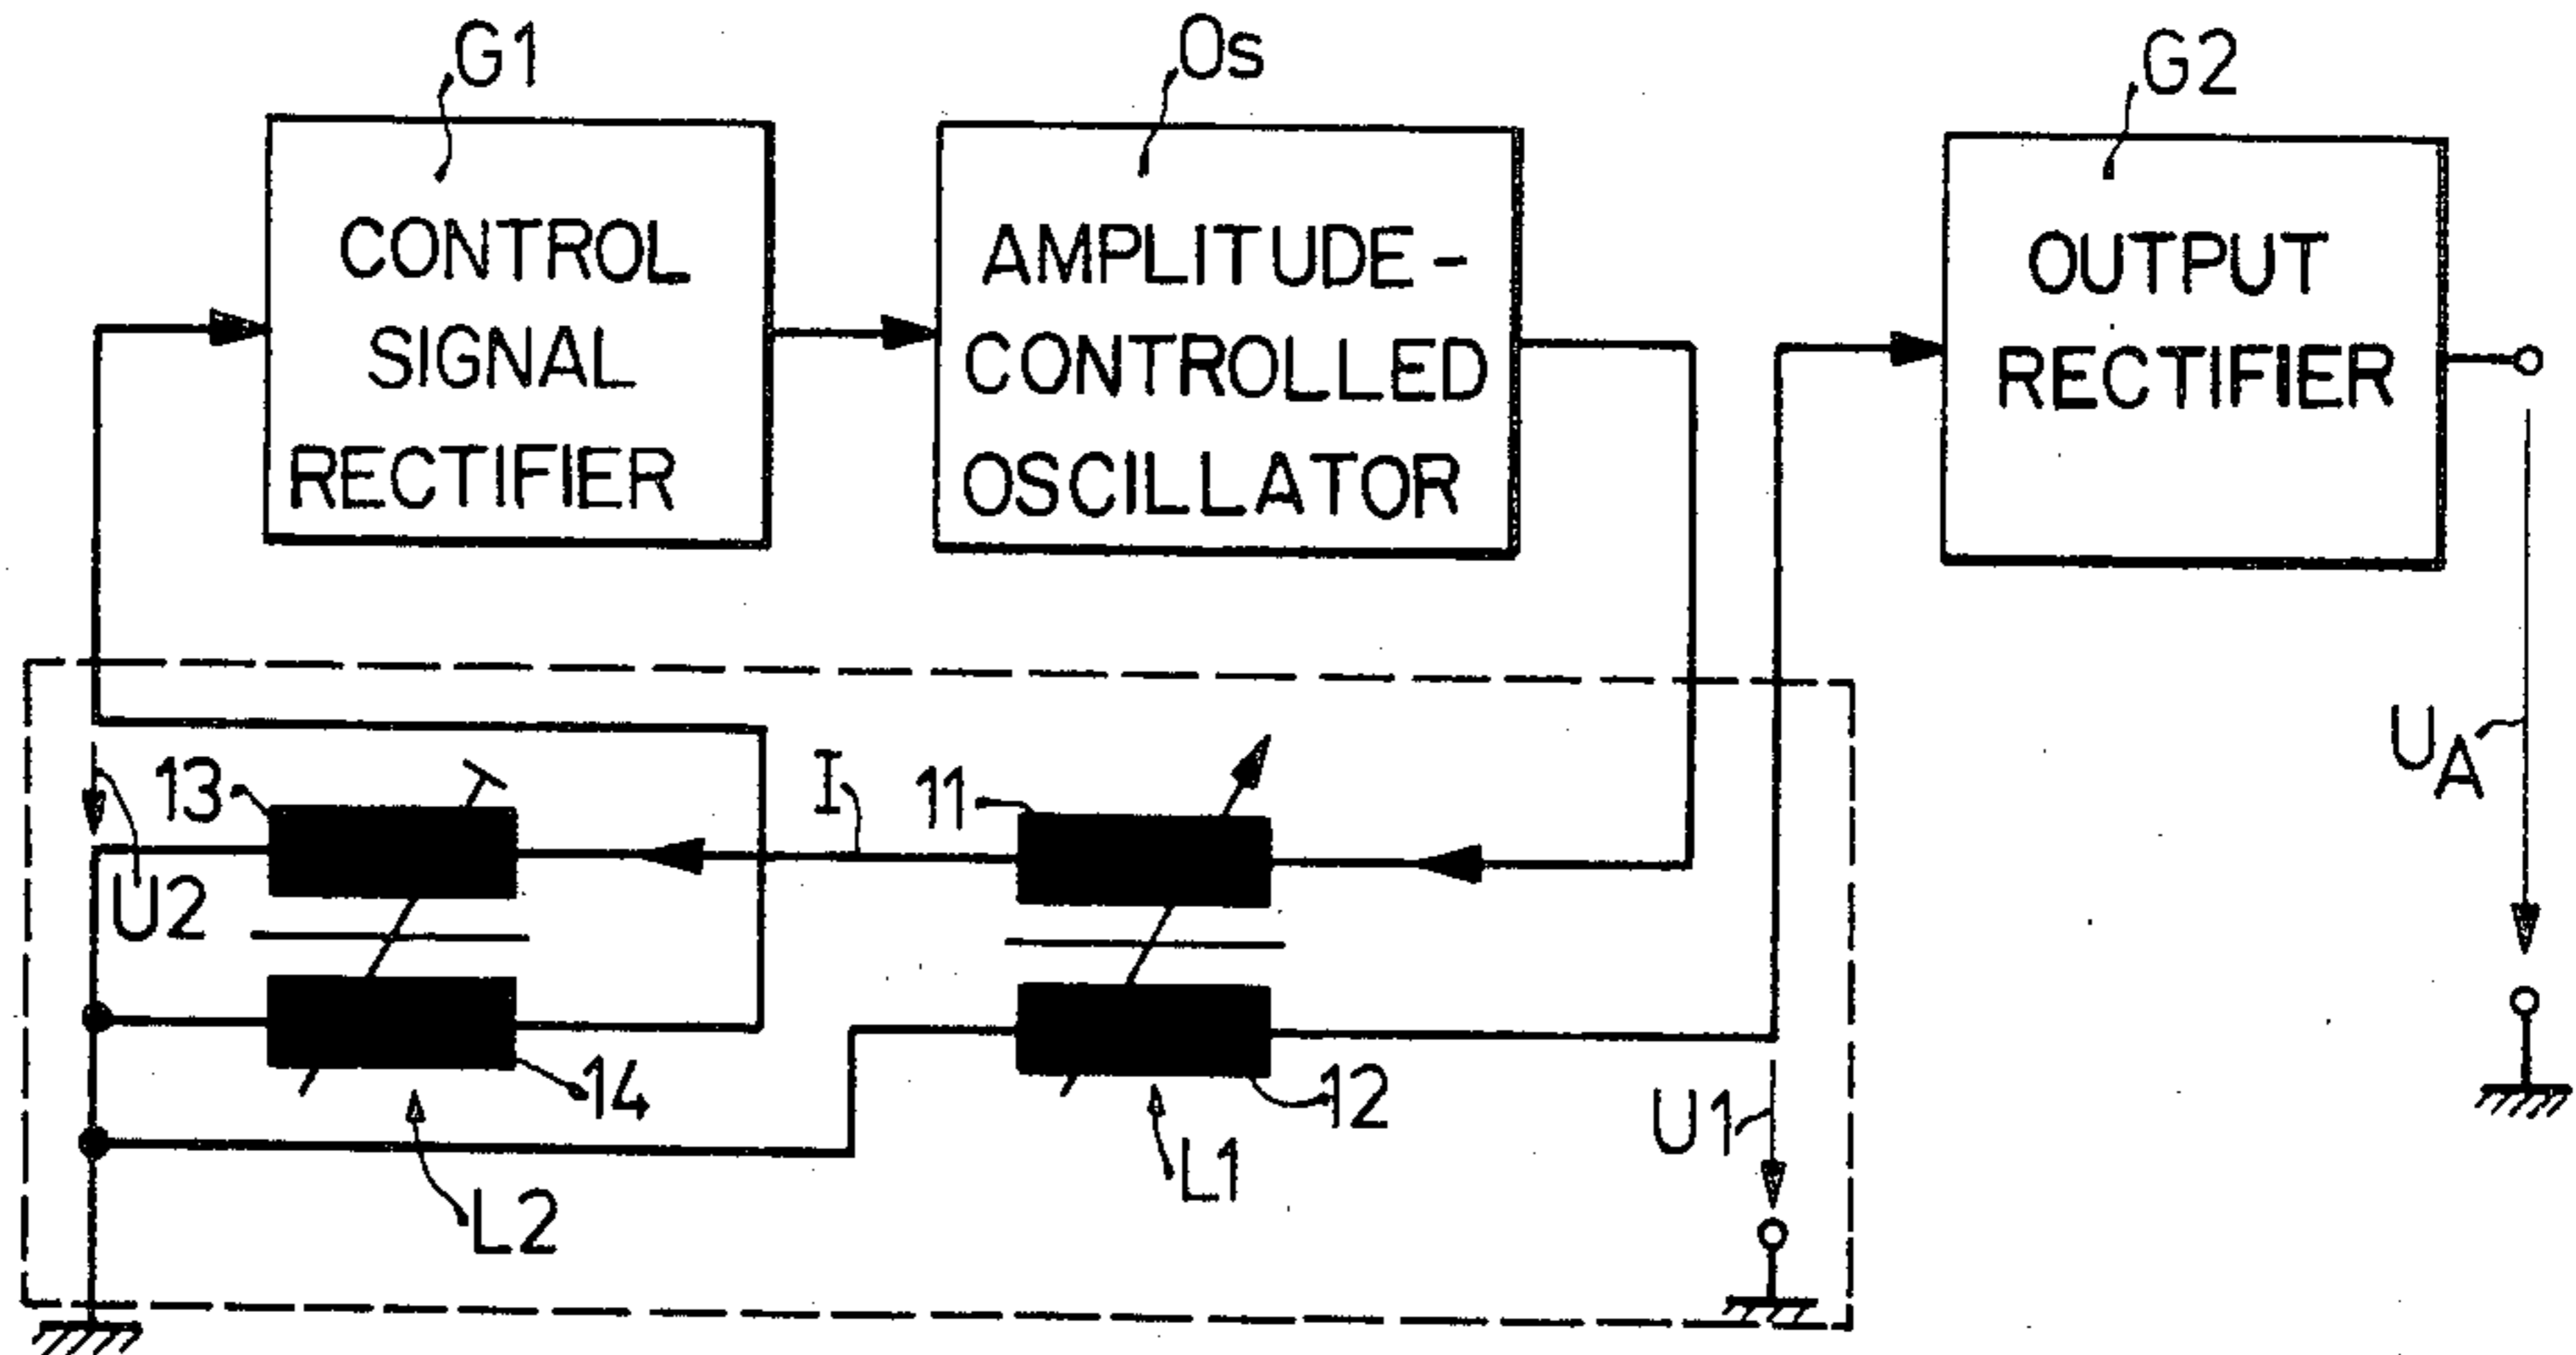 G1
Os
G2
CONTROL
SIGNAL
RECTIFIER
AMPLITUDE-
CONTROLLED
OSCILLATOR
OUTPUT
RECTIFIER
UA
13
I
11
U2
14
12
U1
L2
L1